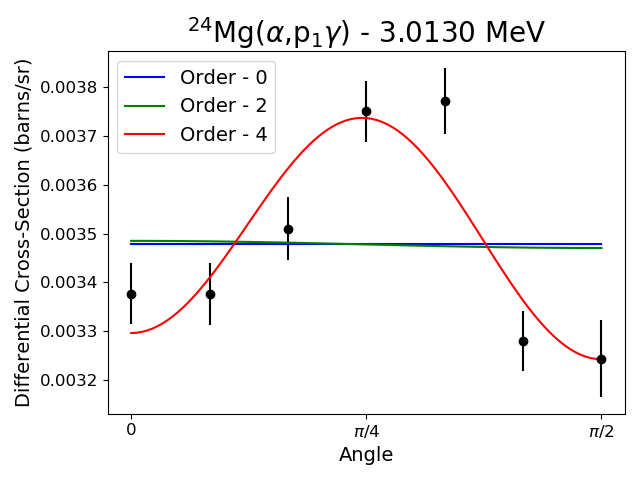 ²⁴Mg(α,p₁γ) - 3.0130 MeV
Differential Cross-Section (barns/sr)
Order - 0
Order - 2
Order - 4
0.0038
0.0037
0.0036
0.0035
0.0034
0.0033
0.0032
0 π/4 π/2
Angle